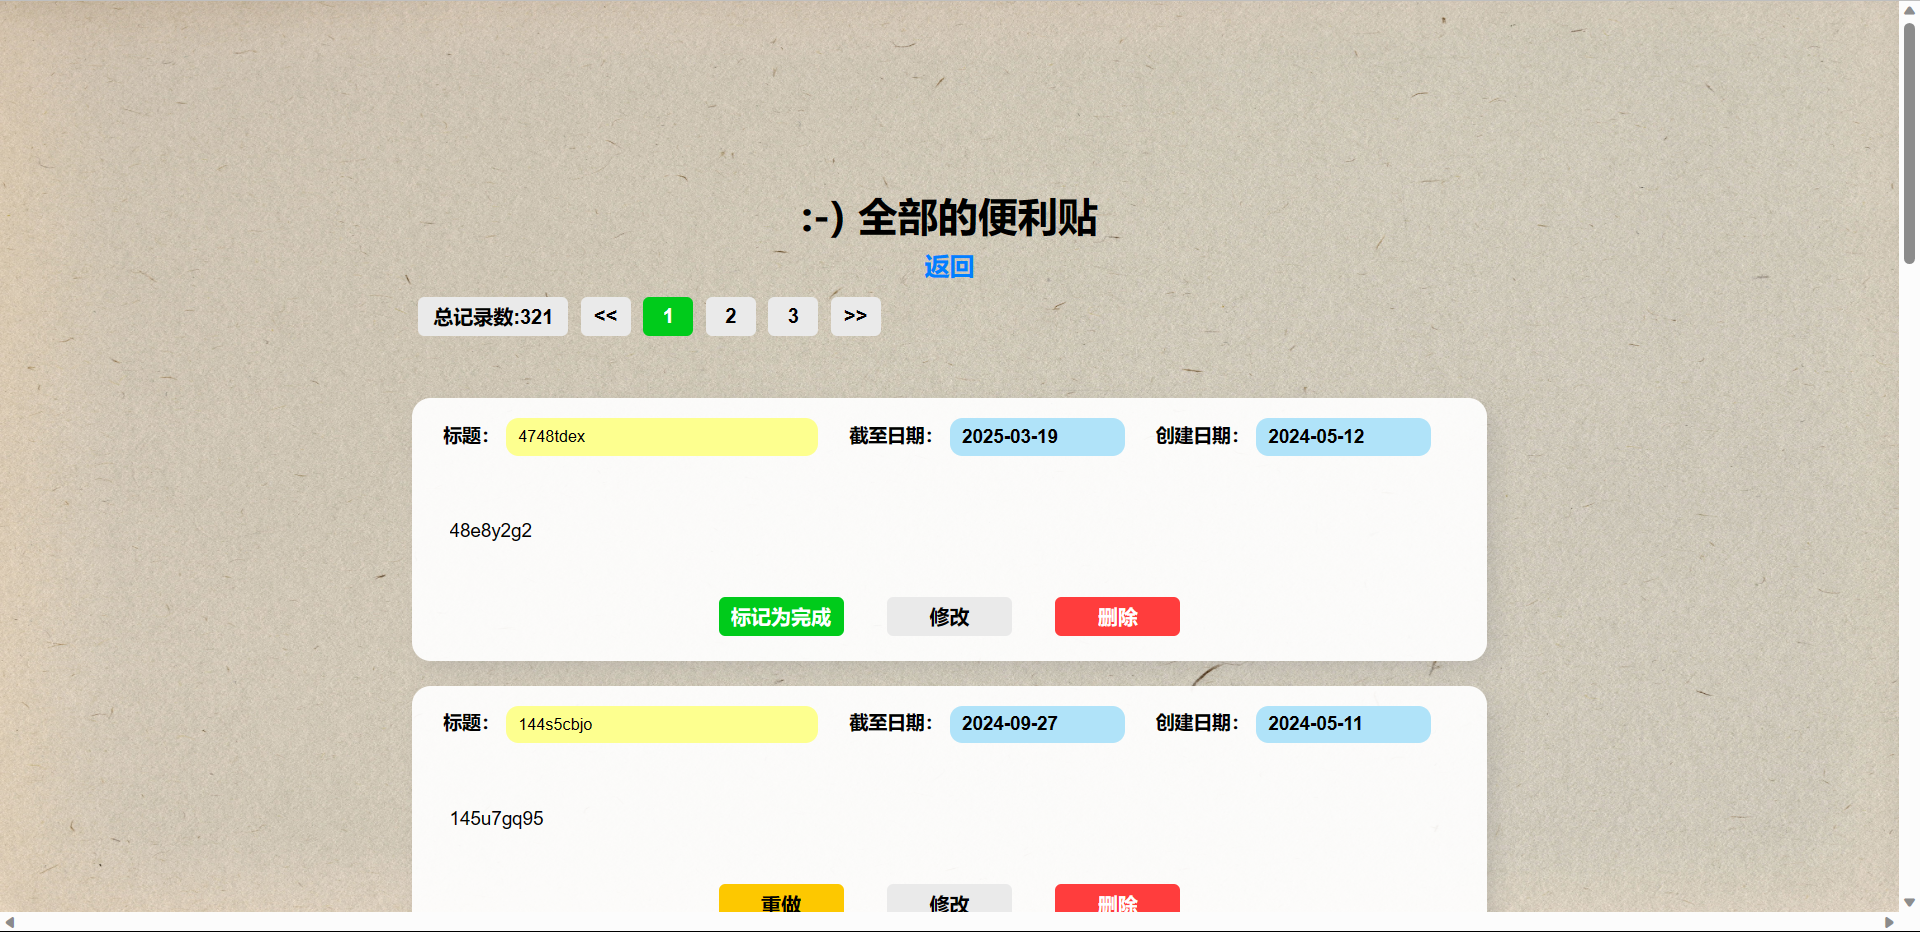 :-) 全部的便利贴
返回
总记录数:321 << 1 2 3 >>
标题： 4748tdex 截至日期： 2025-03-19 创建日期： 2024-05-12
48e8y2g2
标记为完成 修改 删除
标题： 144s5cbjo 截至日期： 2024-09-27 创建日期： 2024-05-11
145u7gq95
重做 修改 删除